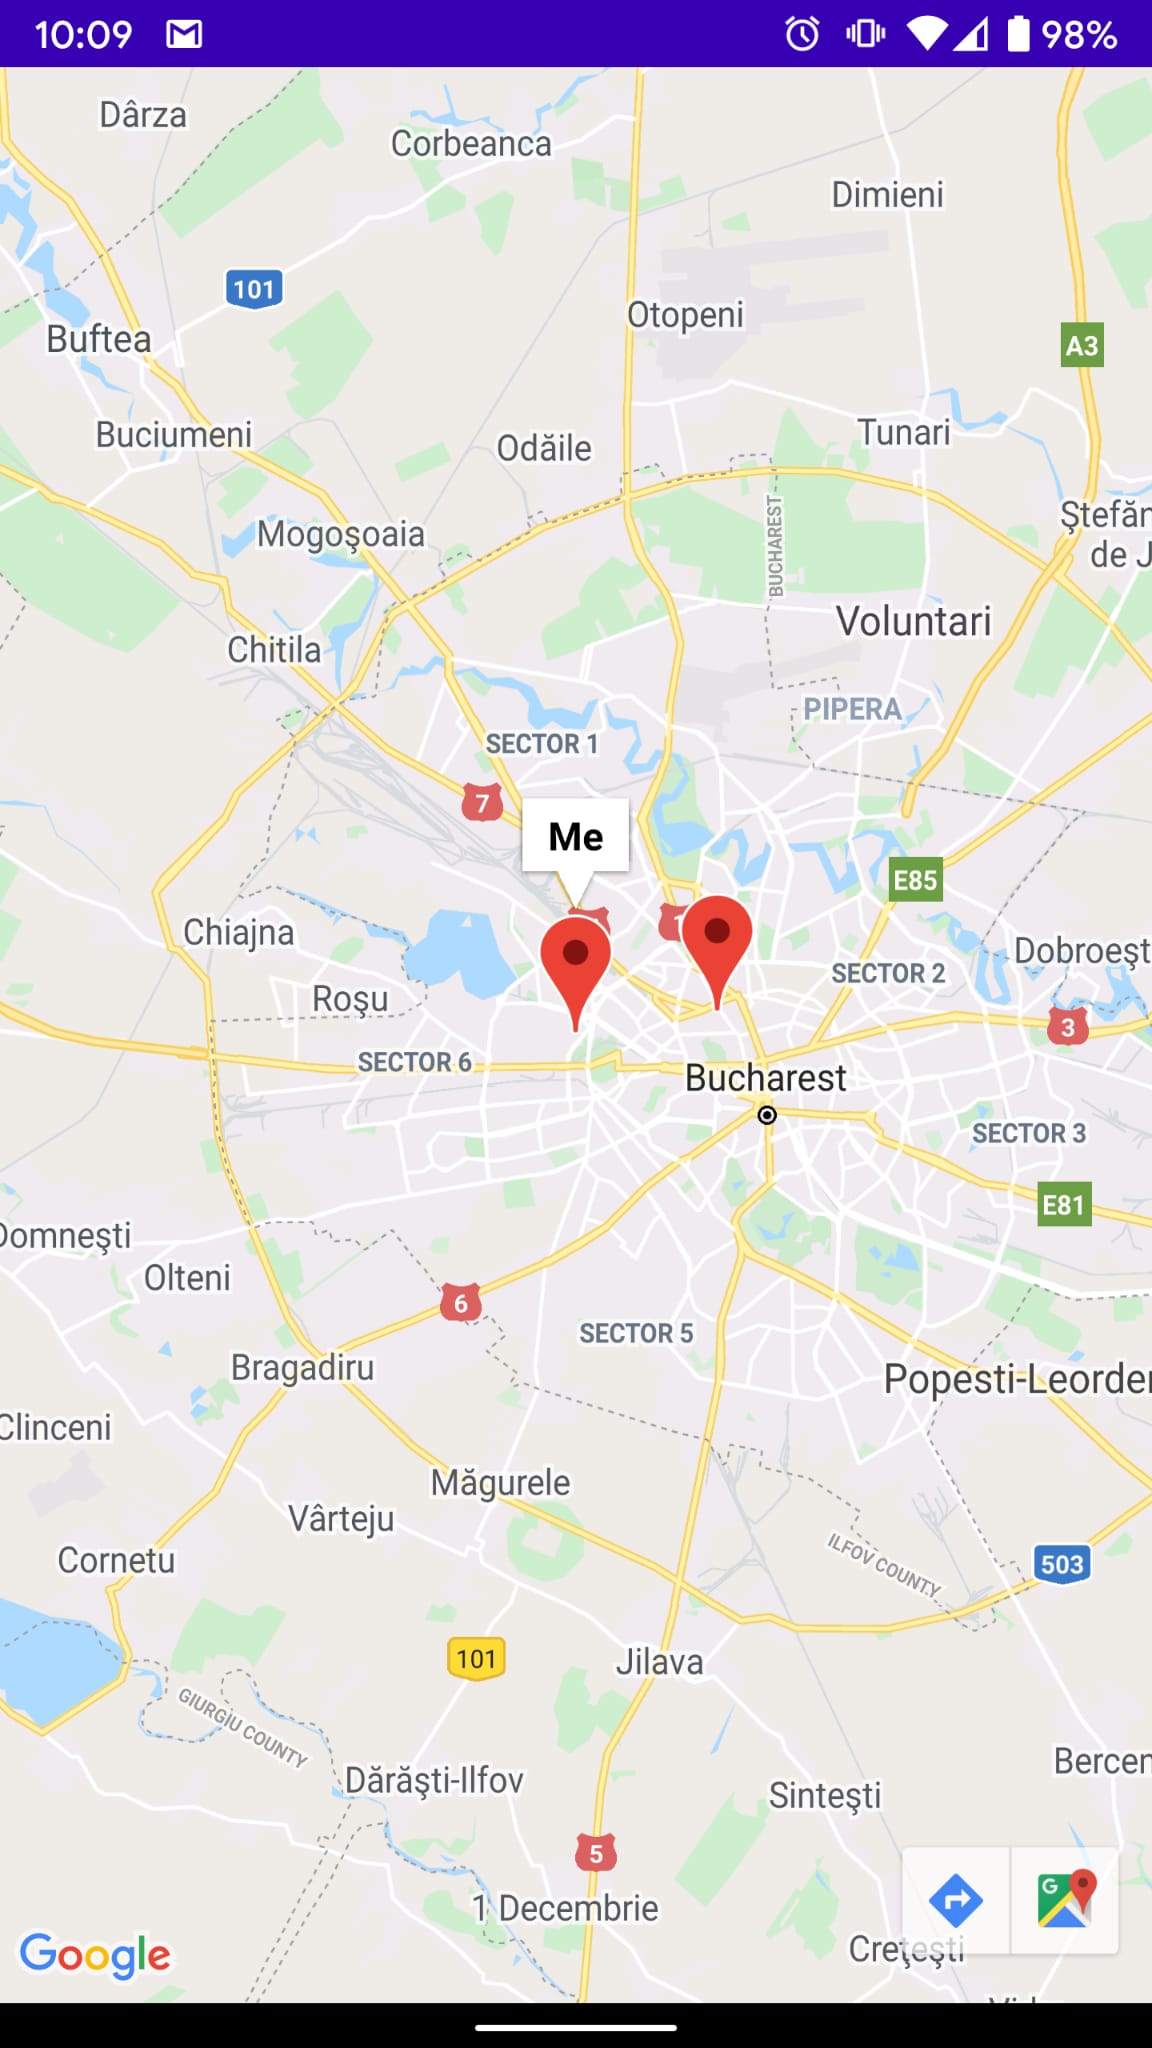 10:09
98%
Dârza
Corbeanca
Dimieni
101
Otopeni
Buftea
A3
Buciumeni
Odăile
Tunari
Mogoşoaia
BUCHAREST
Ştefăn
de J
Voluntari
Chitila
PIPERA
SECTOR 1
7
Me
E85
Chiajna
Dobroeşt
SECTOR 2
Roşu
3
SECTOR 6
Bucharest
SECTOR 3
E81
Domneşti
Olteni
6
SECTOR 5
Bragadiru
Popesti-Leorder
Clinceni
Măgurele
Vârteju
ILFOV COUNTY
Cornetu
503
101
Jilava
GIURGIU COUNTY
Dărăşti-Ilfov
Bercen
Sinteşti
5
G
1 Decembrie
Creţeşti
Google